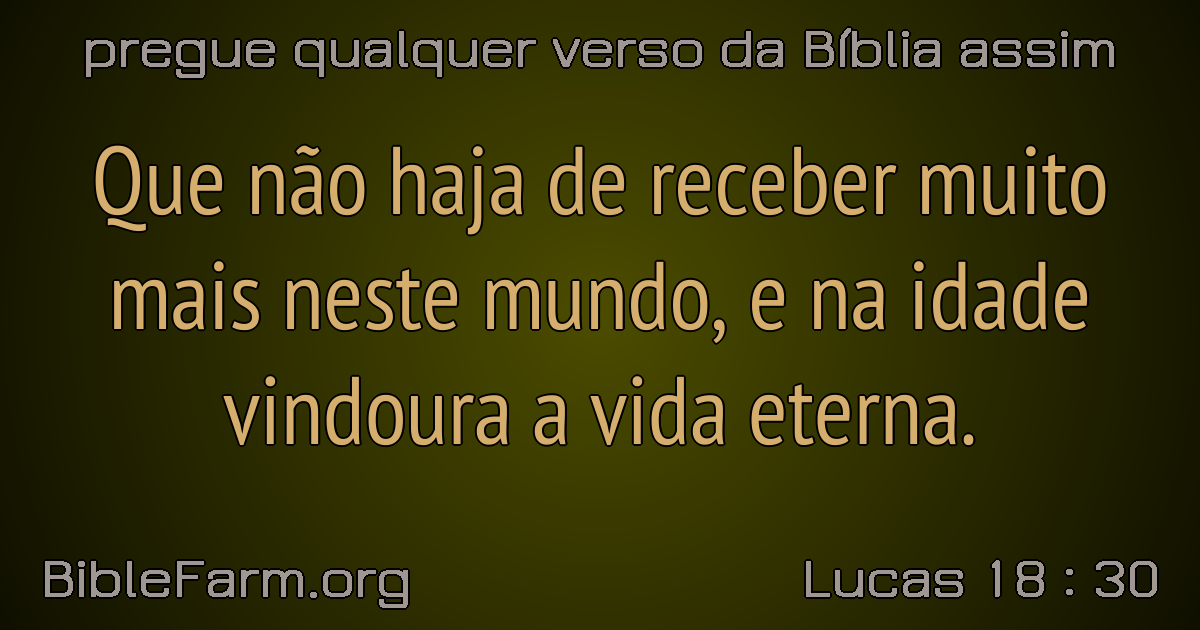 pregue qualquer verso da Bíblia assim
Que não haja de receber muito
mais neste mundo, e na idade
vindoura a vida eterna.
BibleFarm.org
Lucas 18 : 30